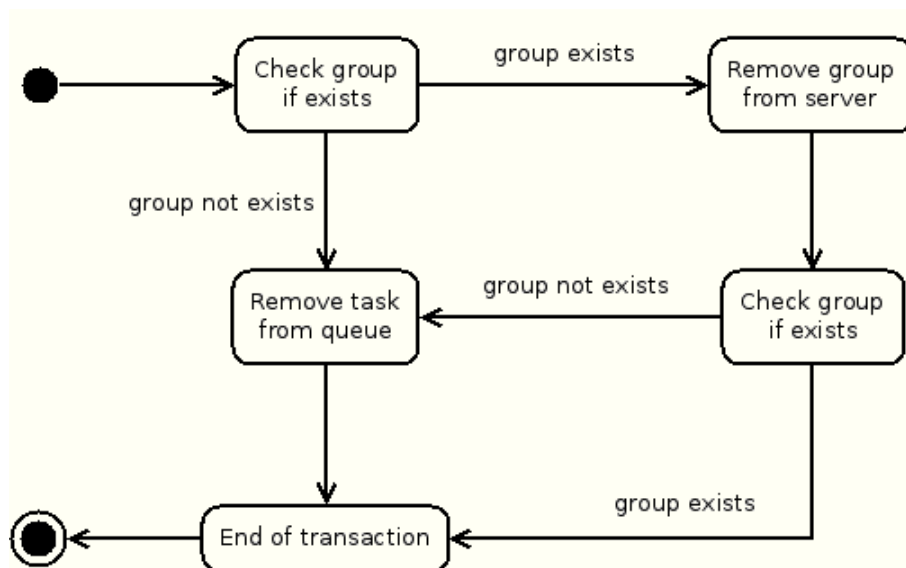 Check group
if exists
group exists
Remove group
from server
group not exists
Remove task
from queue
group not exists
Check group
if exists
End of transaction
group exists